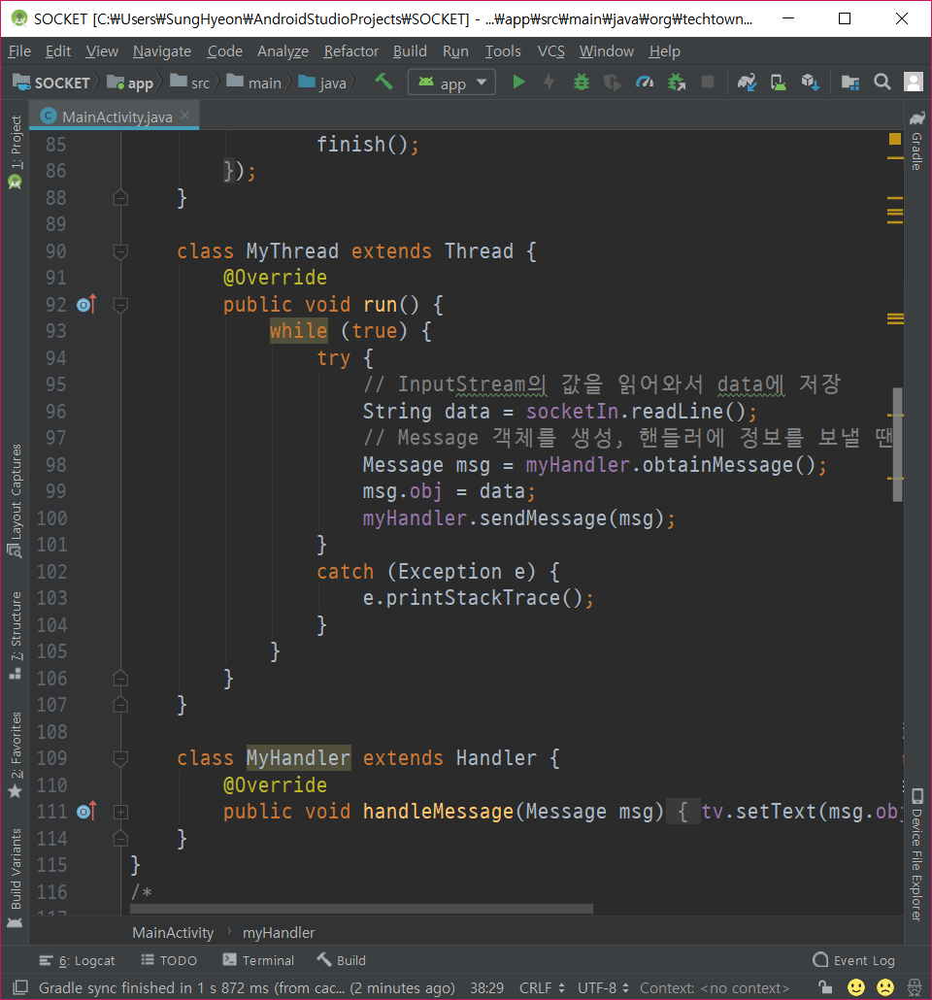 SOCKET [C:₩Users₩SungHyeon₩AndroidStudioProjects₩SOCKET] - ...₩app₩src₩main₩java₩org₩techtown...
File Edit View Navigate Code Analyze Refactor Build Run Tools VCS Window Help
SOCKET app src main java app
MainActivity.java
1: Project
Layout Captures
7: Structure
2: Favorites
Build Variants
85 finish();
86 });
88 }
89
90 class MyThread extends Thread {
91 @Override
92 public void run() {
93 while (true) {
94 try {
95 // InputStream의 값을 읽어와서 data에 저장
96 String data = socketIn.readLine();
97 // Message 객체를 생성, 핸들러에 정보를 보낼 땐
98 Message msg = myHandler.obtainMessage();
99 msg.obj = data;
100 myHandler.sendMessage(msg);
101 }
102 catch (Exception e) {
103 e.printStackTrace();
104 }
105 }
106 }
107 }
108
109 class MyHandler extends Handler {
110 @Override
111 public void handleMessage(Message msg) { tv.setText(msg.obj
114 }
115 }
116 /*
117
Gradle
Device File Explorer
MainActivity myHandler
6: Logcat TODO Terminal Build Event Log
Gradle sync finished in 1 s 872 ms (from cac... (2 minutes ago) 38:29 CRLF UTF-8 Context: <no context>